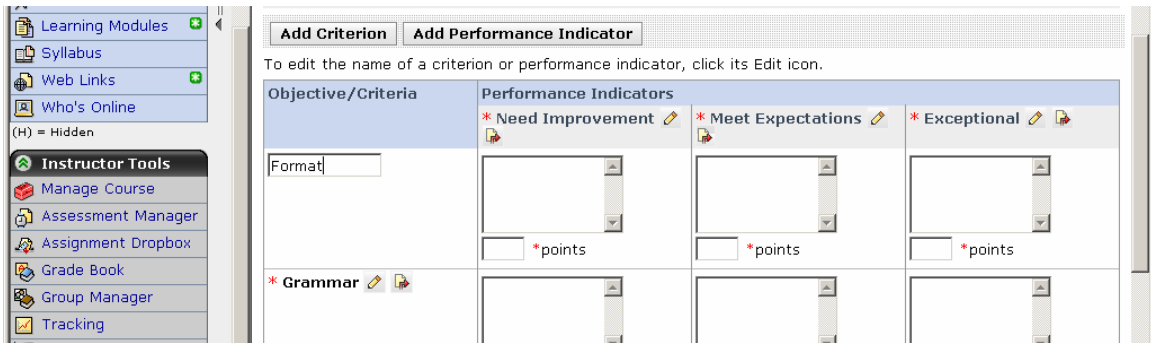 Learning Modules
Syllabus
Web Links
Who's Online
(H) = Hidden
Instructor Tools
Manage Course
Assessment Manager
Assignment Dropbox
Grade Book
Group Manager
Tracking
Add Criterion Add Performance Indicator
To edit the name of a criterion or performance indicator, click its Edit icon.
Objective/Criteria Performance Indicators
* Need Improvement * Meet Expectations * Exceptional
Format
*points *points *points
* Grammar